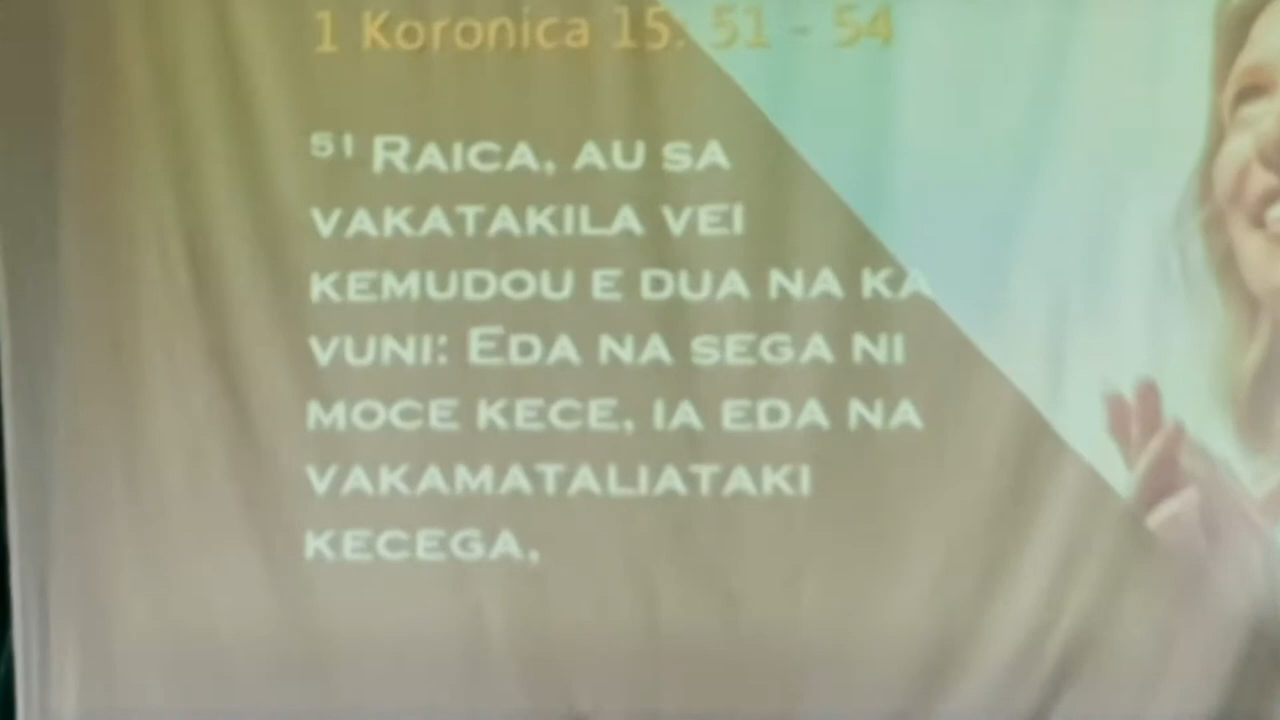 1 Koronica 15: 51 - 54
51 RAICA, AU SA
VAKATAKILA VEI
KEMUDOU E DUA NA KA
VUNI: EDA NA SEGA NI
MOCE KECE, IA EDA NA
VAKAMATALIATAKI
KECEGA,